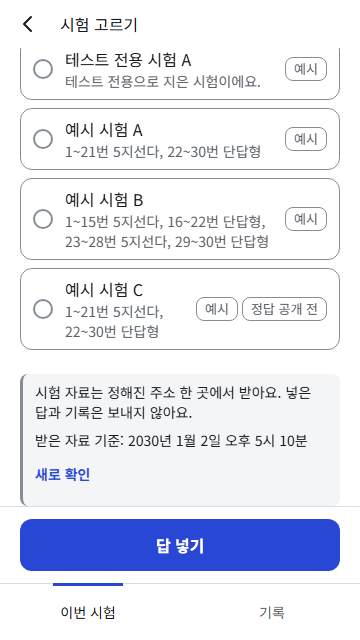 시험 고르기
테스트 전용 시험 A
테스트 전용으로 지은 시험이에요.
예시
예시 시험 A
1~21번 5지선다, 22~30번 단답형
예시
예시 시험 B
1~15번 5지선다, 16~22번 단답형,
23~28번 5지선다, 29~30번 단답형
예시
예시 시험 C
1~21번 5지선다,
22~30번 단답형
예시
정답 공개 전
시험 자료는 정해진 주소 한 곳에서 받아요. 넣은
답과 기록은 보내지 않아요.
받은 자료 기준: 2030년 1월 2일 오후 5시 10분
새로 확인
답 넣기
이번 시험
기록